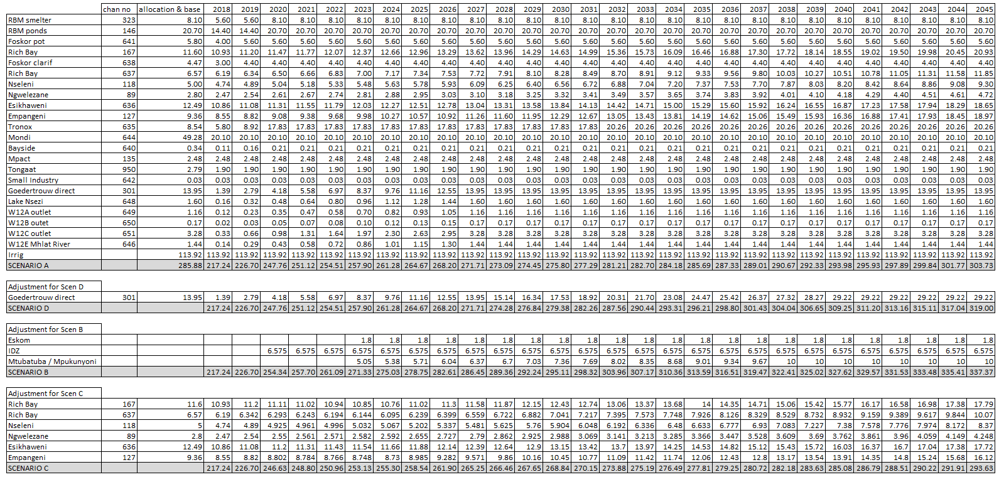 chan no allocation & base 2018 2019 2020 2021 2022 2023 2024 2025 2026 2027 2028 2029 2030 2031 2032 2033 2034 2035 2036 2037 2038 2039 2040 2041 2042 2043 2044 2045
RBM smelter 323 8.10 5.60 5.60 8.10 8.10 8.10 8.10 8.10 8.10 8.10 8.10 8.10 8.10 8.10 8.10 8.10 8.10 8.10 8.10 8.10 8.10 8.10 8.10 8.10 8.10 8.10 8.10 8.10 8.10
RBM ponds 146 20.70 14.40 14.40 20.70 20.70 20.70 20.70 20.70 20.70 20.70 20.70 20.70 20.70 20.70 20.70 20.70 20.70 20.70 20.70 20.70 20.70 20.70 20.70 20.70 20.70 20.70 20.70 20.70 20.70
Foskor pot 641 5.80 4.00 5.60 5.60 5.60 5.60 5.60 5.60 5.60 5.60 5.60 5.60 5.60 5.60 5.60 5.60 5.60 5.60 5.60 5.60 5.60 5.60 5.60 5.60 5.60 5.60 5.60 5.60 5.60
Rich Bay 167 11.60 10.93 11.20 11.47 11.77 12.07 12.37 12.66 12.96 13.29 13.62 13.96 14.29 14.63 14.99 15.36 15.73 16.09 16.46 16.88 17.30 17.72 18.14 18.55 19.02 19.50 19.98 20.45 20.93
Foskor clarif 638 4.47 3.00 4.40 4.40 4.40 4.40 4.40 4.40 4.40 4.40 4.40 4.40 4.40 4.40 4.40 4.40 4.40 4.40 4.40 4.40 4.40 4.40 4.40 4.40 4.40 4.40 4.40 4.40 4.40
Rich Bay 637 6.57 6.19 6.34 6.50 6.66 6.83 7.00 7.17 7.34 7.53 7.72 7.91 8.10 8.28 8.49 8.70 8.91 9.12 9.33 9.56 9.80 10.03 10.27 10.51 10.78 11.05 11.31 11.58 11.85
Nseleni 118 5.00 4.74 4.89 5.04 5.18 5.33 5.48 5.63 5.78 5.93 6.09 6.25 6.40 6.56 6.72 6.88 7.04 7.20 7.37 7.53 7.70 7.87 8.03 8.20 8.42 8.64 8.86 9.08 9.30
Ngwelezane 89 2.80 2.47 2.54 2.61 2.67 2.74 2.81 2.88 2.95 3.03 3.10 3.18 3.25 3.32 3.41 3.49 3.57 3.65 3.74 3.83 3.92 4.01 4.10 4.18 4.29 4.40 4.51 4.61 4.72
Esikhaweni 636 12.49 10.86 11.08 11.31 11.55 11.79 12.03 12.27 12.51 12.78 13.04 13.31 13.58 13.84 14.13 14.42 14.71 15.00 15.29 15.60 15.92 16.24 16.55 16.87 17.23 17.58 17.94 18.29 18.65
Empangeni 127 9.36 8.55 8.82 9.08 9.38 9.68 9.98 10.27 10.57 10.92 11.26 11.60 11.95 12.29 12.67 13.05 13.43 13.81 14.19 14.62 15.06 15.49 15.93 16.36 16.88 17.41 17.93 18.45 18.97
Tronox 635 8.54 5.80 8.92 17.83 17.83 17.83 17.83 17.83 17.83 17.83 17.83 17.83 17.83 17.83 17.83 20.26 20.26 20.26 20.26 20.26 20.26 20.26 20.26 20.26 20.26 20.26 20.26 20.26 20.26
Mondi 644 49.28 20.10 20.10 20.10 20.10 20.10 20.10 20.10 20.10 20.10 20.10 20.10 20.10 20.10 20.10 20.10 20.10 20.10 20.10 20.10 20.10 20.10 20.10 20.10 20.10 20.10 20.10 20.10 20.10
Bayside 640 0.34 0.11 0.16 0.21 0.21 0.21 0.21 0.21 0.21 0.21 0.21 0.21 0.21 0.21 0.21 0.21 0.21 0.21 0.21 0.21 0.21 0.21 0.21 0.21 0.21 0.21 0.21 0.21 0.21
Mpact 135 2.48 2.48 2.48 2.48 2.48 2.48 2.48 2.48 2.48 2.48 2.48 2.48 2.48 2.48 2.48 2.48 2.48 2.48 2.48 2.48 2.48 2.48 2.48 2.48 2.48 2.48 2.48 2.48 2.48
Tongaat 950 2.79 1.90 1.90 1.90 1.90 1.90 1.90 1.90 1.90 1.90 1.90 1.90 1.90 1.90 1.90 1.90 1.90 1.90 1.90 1.90 1.90 1.90 1.90 1.90 1.90 1.90 1.90 1.90 1.90
Small Industry 642 0.03 0.03 0.03 0.03 0.03 0.03 0.03 0.03 0.03 0.03 0.03 0.03 0.03 0.03 0.03 0.03 0.03 0.03 0.03 0.03 0.03 0.03 0.03 0.03 0.03 0.03 0.03 0.03 0.03
Goedertrouw direct 301 13.95 1.39 2.79 4.18 5.58 6.97 8.37 9.76 11.16 12.55 13.95 13.95 13.95 13.95 13.95 13.95 13.95 13.95 13.95 13.95 13.95 13.95 13.95 13.95 13.95 13.95 13.95 13.95 13.95
Lake Nsezi 648 1.60 0.16 0.32 0.48 0.64 0.80 0.96 1.12 1.28 1.44 1.60 1.60 1.60 1.60 1.60 1.60 1.60 1.60 1.60 1.60 1.60 1.60 1.60 1.60 1.60 1.60 1.60 1.60 1.60
W12A outlet 649 1.16 0.12 0.23 0.35 0.47 0.58 0.70 0.82 0.93 1.05 1.16 1.16 1.16 1.16 1.16 1.16 1.16 1.16 1.16 1.16 1.16 1.16 1.16 1.16 1.16 1.16 1.16 1.16 1.16
W12B outet 650 0.17 0.02 0.03 0.05 0.07 0.08 0.10 0.12 0.13 0.15 0.17 0.17 0.17 0.17 0.17 0.17 0.17 0.17 0.17 0.17 0.17 0.17 0.17 0.17 0.17 0.17 0.17 0.17 0.17
W12C outlet 651 3.28 0.33 0.66 0.98 1.31 1.64 1.97 2.30 2.63 2.95 3.28 3.28 3.28 3.28 3.28 3.28 3.28 3.28 3.28 3.28 3.28 3.28 3.28 3.28 3.28 3.28 3.28 3.28 3.28
W12E Mhlat River 646 1.44 0.14 0.29 0.43 0.58 0.72 0.86 1.01 1.15 1.30 1.44 1.44 1.44 1.44 1.44 1.44 1.44 1.44 1.44 1.44 1.44 1.44 1.44 1.44 1.44 1.44 1.44 1.44 1.44
Irrig 113.92 113.92 113.92 113.92 113.92 113.92 113.92 113.92 113.92 113.92 113.92 113.92 113.92 113.92 113.92 113.92 113.92 113.92 113.92 113.92 113.92 113.92 113.92 113.92 113.92 113.92 113.92 113.92 113.92
SCENARIO A 285.88 217.24 226.70 247.76 251.12 254.51 257.90 261.28 264.67 268.20 271.71 273.09 274.45 275.80 277.29 281.21 282.70 284.18 285.69 287.33 289.01 290.67 292.33 293.98 295.93 297.89 299.84 301.77 303.73
Adjustment for Scen D
Goedertrouw direct 301 13.95 1.39 2.79 4.18 5.58 6.97 8.37 9.76 11.16 12.55 13.95 15.14 16.34 17.53 18.92 20.31 21.70 23.08 24.47 25.42 26.37 27.32 28.27 29.22 29.22 29.22 29.22 29.22 29.22
SCENARIO D 217.24 226.70 247.76 251.12 254.51 257.90 261.28 264.67 268.20 271.71 274.28 276.84 279.38 282.26 287.56 290.44 293.31 296.21 298.80 301.43 304.04 306.65 309.25 311.20 313.16 315.11 317.04 319.00
Adjustment for Scen B
Eskom 1.8 1.8 1.8 1.8 1.8 1.8 1.8 1.8 1.8 1.8 1.8 1.8 1.8 1.8 1.8 1.8 1.8 1.8 1.8 1.8 1.8 1.8 1.8
IDZ 6.575 6.575 6.575 6.575 6.575 6.575 6.575 6.575 6.575 6.575 6.575 6.575 6.575 6.575 6.575 6.575 6.575 6.575 6.575 6.575 6.575 6.575 6.575 6.575 6.575 6.575
Mtubatuba / Mpukunyoni 5.05 5.38 5.71 6.04 6.37 6.7 7.03 7.36 7.69 8.02 8.35 8.68 9.01 9.34 9.67 10 10 10 10 10 10 10 10
SCENARIO B 217.24 226.70 254.34 257.70 261.09 271.33 275.03 278.75 282.61 286.45 289.36 292.24 295.11 298.32 303.96 307.17 310.36 313.59 316.51 319.47 322.41 325.02 327.62 329.57 331.53 333.48 335.41 337.37
Adjustment for Scen C
Rich Bay 167 11.6 10.93 11.2 11.11 11.02 10.94 10.85 10.76 11.02 11.3 11.58 11.87 12.15 12.43 12.74 13.06 13.37 13.68 14 14.35 14.71 15.06 15.42 15.77 16.17 16.58 16.98 17.38 17.79
Rich Bay 637 6.57 6.19 6.342 6.293 6.243 6.194 6.144 6.095 6.239 6.399 6.559 6.722 6.882 7.041 7.217 7.395 7.573 7.748 7.926 8.126 8.329 8.529 8.732 8.932 9.159 9.389 9.617 9.844 10.07
Nseleni 118 5 4.74 4.89 4.925 4.961 4.996 5.032 5.067 5.202 5.337 5.481 5.625 5.76 5.904 6.048 6.192 6.336 6.48 6.633 6.777 6.93 7.083 7.227 7.38 7.578 7.776 7.974 8.172 8.37
Ngwelezane 89 2.8 2.47 2.54 2.55 2.561 2.571 2.582 2.592 2.655 2.727 2.79 2.862 2.925 2.988 3.069 3.141 3.213 3.285 3.366 3.447 3.528 3.609 3.69 3.762 3.861 3.96 4.059 4.149 4.248
Esikhaweni 636 12.49 10.86 11.08 11.2 11.31 11.43 11.54 11.66 11.88 12.14 12.39 12.64 12.9 13.15 13.42 13.7 13.97 14.25 14.53 14.82 15.12 15.43 15.72 16.03 16.37 16.7 17.04 17.38 17.72
Empangeni 127 9.36 8.55 8.82 8.802 8.784 8.766 8.748 8.73 8.985 9.282 9.571 9.86 10.16 10.45 10.77 11.09 11.42 11.74 12.06 12.43 12.8 13.17 13.54 13.91 14.35 14.8 15.24 15.68 16.12
SCENARIO C 217.24 226.70 246.63 248.80 250.96 253.13 255.30 258.54 261.90 265.25 266.46 267.65 268.84 270.15 273.88 275.19 276.49 277.81 279.25 280.72 282.18 283.63 285.08 286.79 288.51 290.22 291.91 293.63